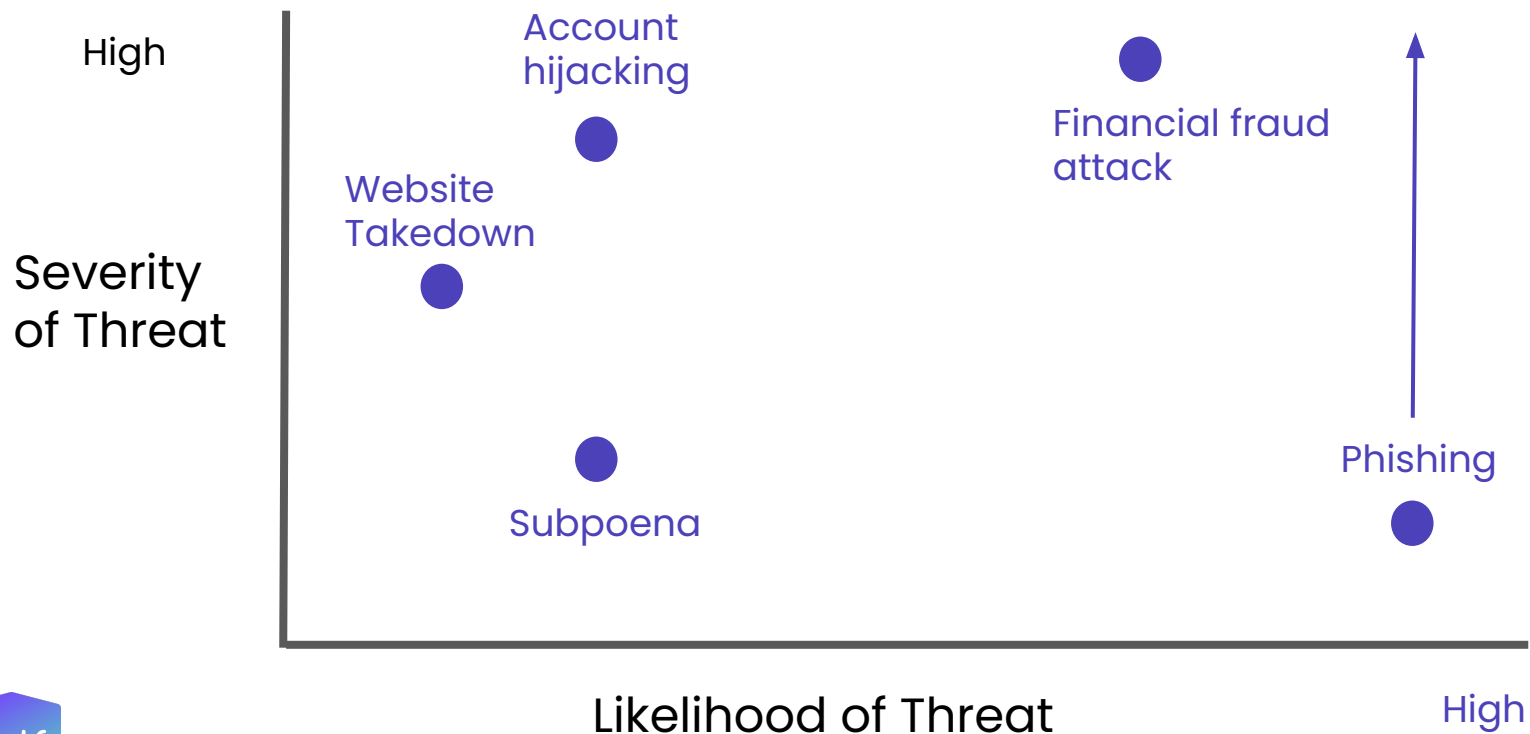 High
Account
hijacking
Financial fraud
attack
Website
Takedown
Severity
of Threat
Phishing
Subpoena
Likelihood of Threat
High